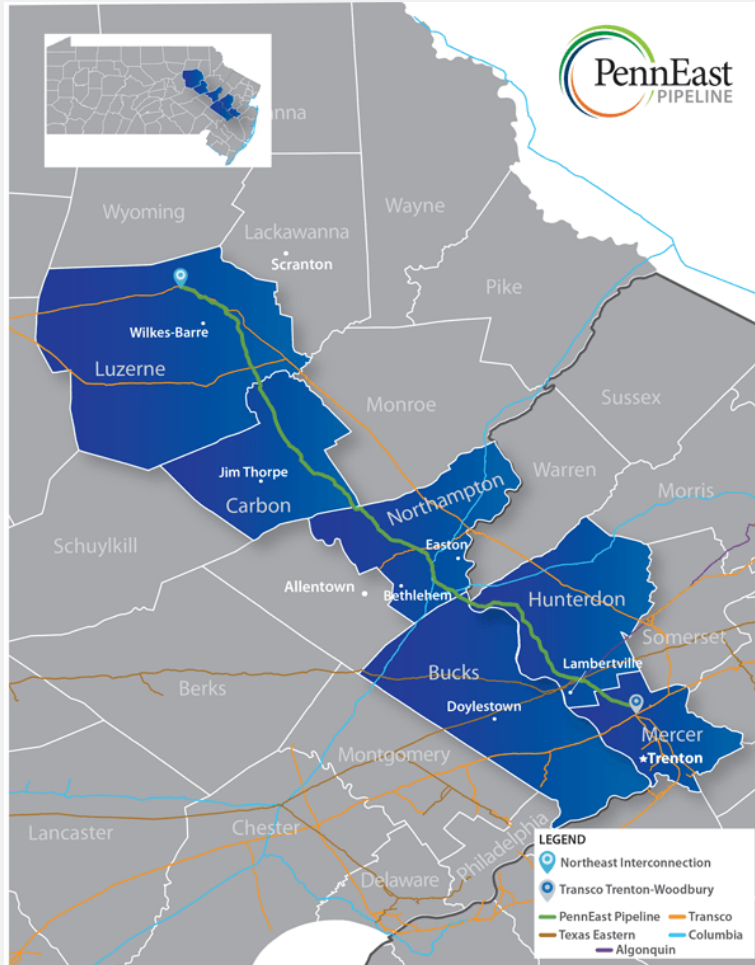 PennEast
PIPELINE
anna
Wyoming
Wayne
Lackawanna
Scranton
Pike
Wilkes-Barre
Luzerne
Sussex
Monroe
Warren
Morris
Jim Thorpe
Carbon
Northampton
Schuylkill
Easton
Allentown
Bethlehem
Hunterdon
Somerset
Lambertville
Bucks
Berks
Doylestown
Mercer
Trenton
Montgomery
Lancaster
Chester
Philadelphia
Delaware
LEGEND
Northeast Interconnection
Transco Trenton-Woodbury
PennEast Pipeline
Transco
Texas Eastern
Columbia
Algonquin